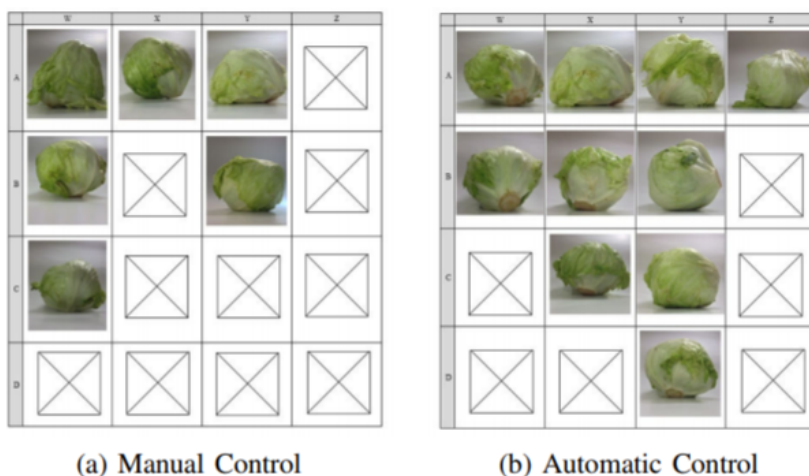 W X Y Z
A
B
C
D
(a) Manual Control
W X Y Z
A
B
C
D
(b) Automatic Control